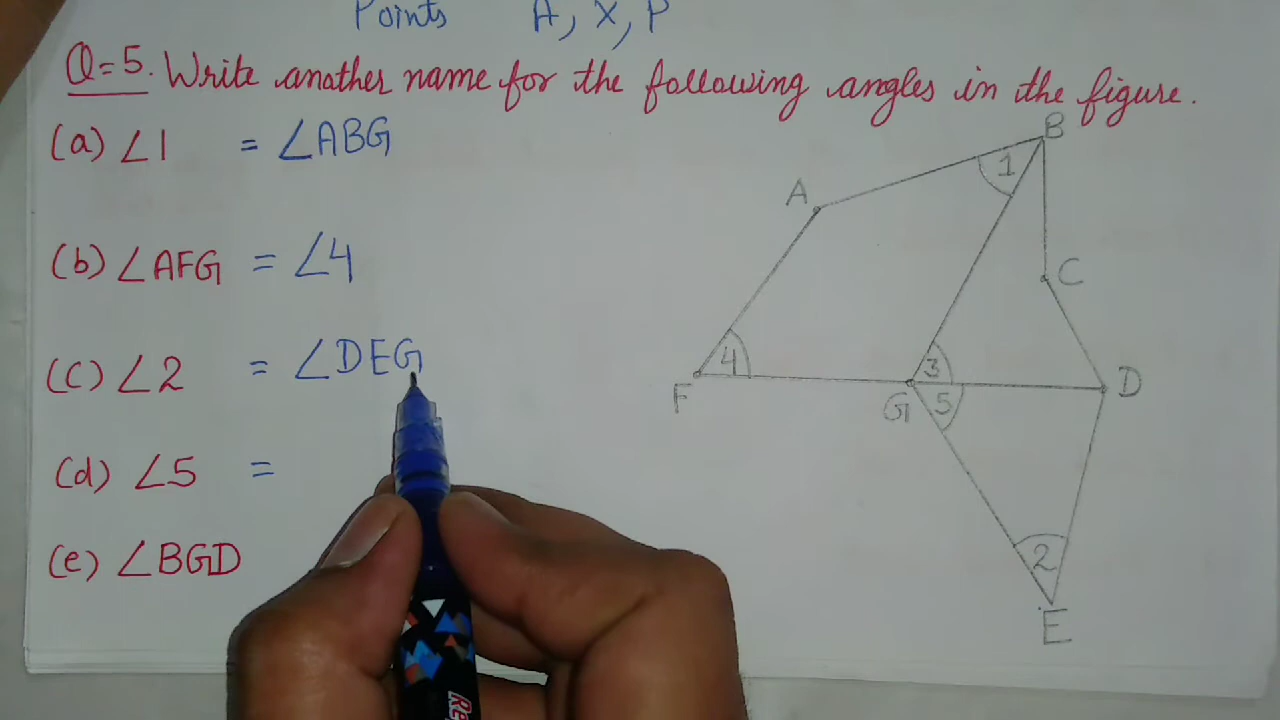 Points A, X, P
Q=5. Write another name for the following angles in the figure.
(a) ∠1 = ∠ABG
(b) ∠AFG = ∠4
(c) ∠2 = ∠DEG
(d) ∠5 =
(e) ∠BGD
B
1
A
C
4
3
F
G
5
D
2
E